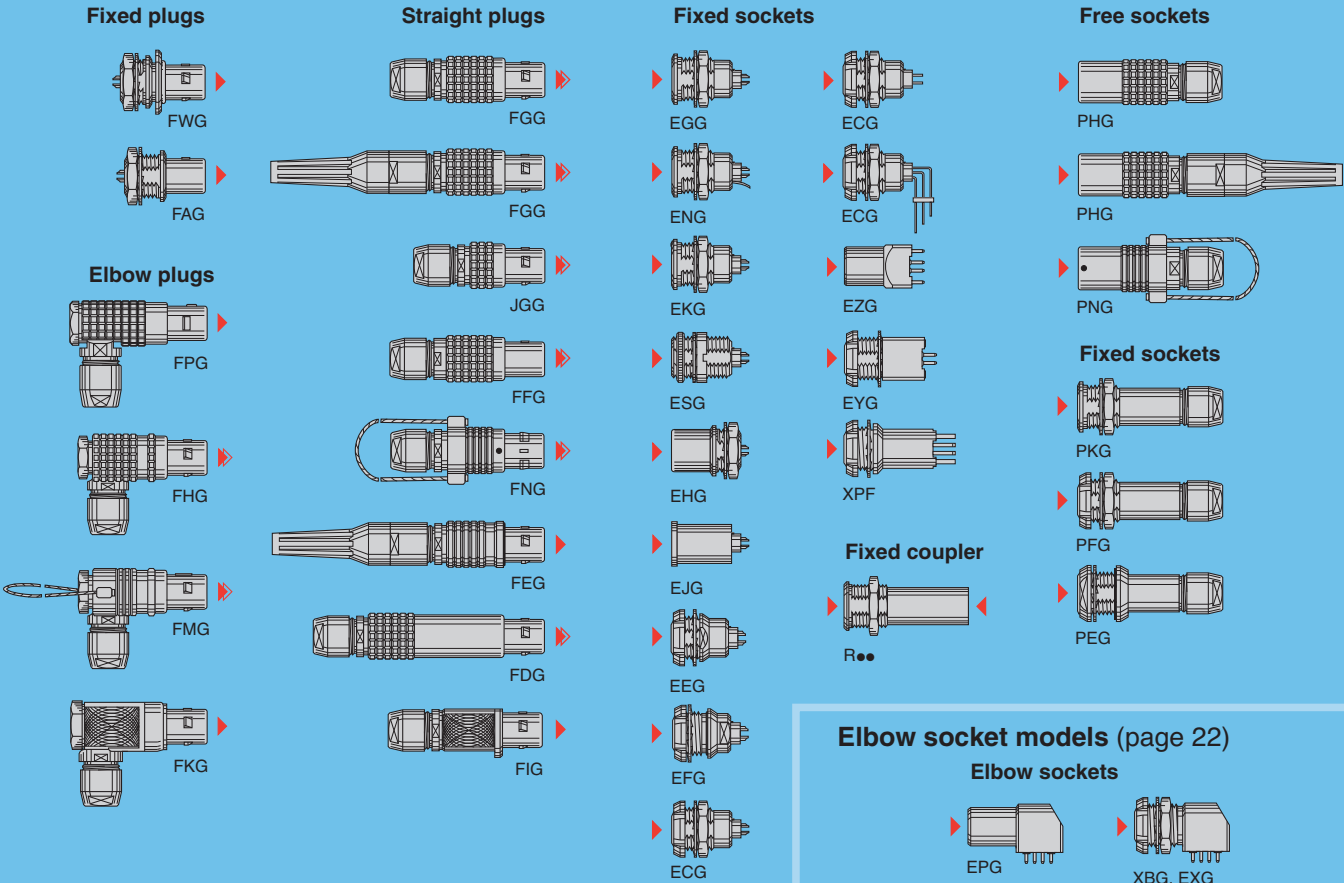 Fixed plugs
FWG
FAG
Elbow plugs
FPG
FHG
FMG
FKG
Straight plugs
FGG
FGG
JGG
FFG
FNG
FEG
FDG
FIG
Fixed sockets
EGG
ENG
EKG
ESG
EHG
EJG
EEG
EFG
ECG
ECG
ECG
EZG
EYG
XPF
Fixed coupler
R●●
Free sockets
PHG
PHG
PNG
Fixed sockets
PKG
PFG
PEG
Elbow socket models (page 22)
Elbow sockets
EPG
XBG, EXG